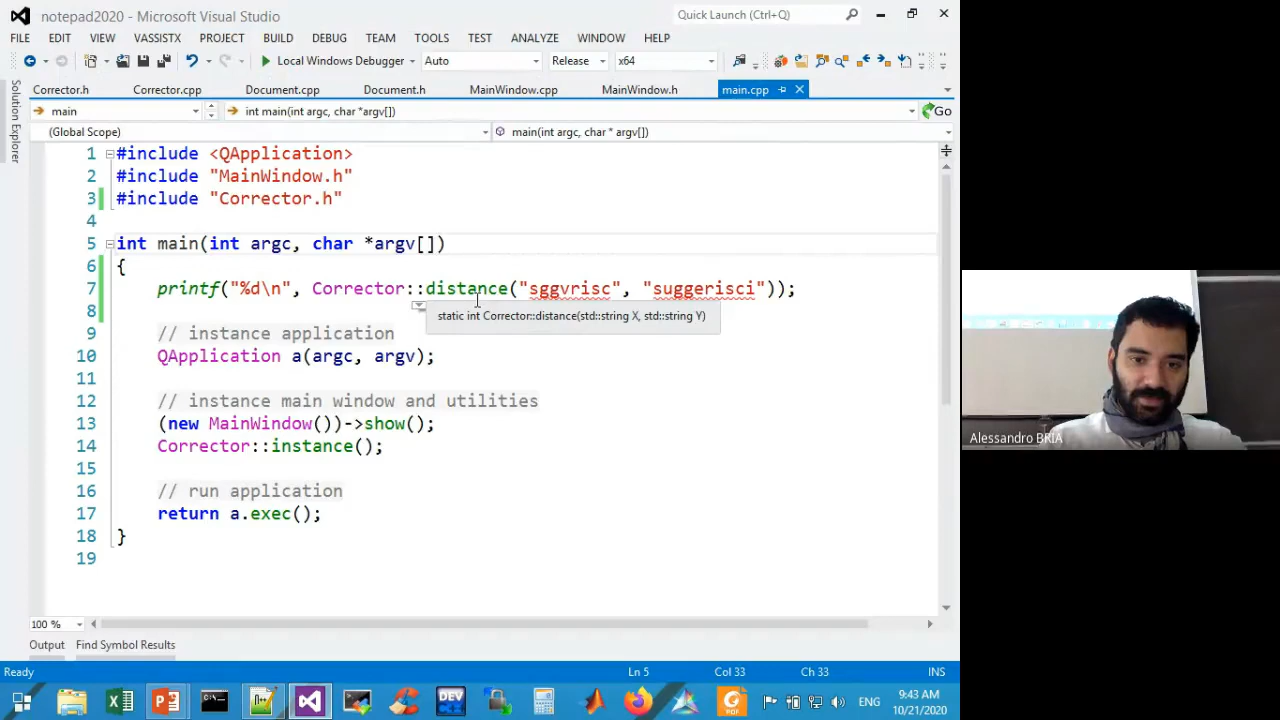 notepad2020 - Microsoft Visual Studio
Quick Launch (Ctrl+Q)
FILE EDIT VIEW VASSISTX PROJECT BUILD DEBUG TEAM TOOLS TEST ANALYZE WINDOW HELP
Local Windows Debugger Auto Release x64
Solution Explorer
Corrector.h Corrector.cpp Document.cpp Document.h MainWindow.cpp MainWindow.h main.cpp
main int main(int argc, char *argv[]) Go
(Global Scope) main(int argc, char * argv[])
1 #include <QApplication>
2 #include "MainWindow.h"
3 #include "Corrector.h"
4
5 int main(int argc, char *argv[])
6 {
7 printf("%d\n", Corrector::distance("sggvrisc", "suggerisci"));
8
static int Corrector::distance(std::string X, std::string Y)
9 // instance application
10 QApplication a(argc, argv);
11
12 // instance main window and utilities
13 (new MainWindow())->show();
14 Corrector::instance();
15
16 // run application
17 return a.exec();
18 }
19
100 %
Output Find Symbol Results
Ready Ln 5 Col 33 Ch 33 INS
DEV
PDF
ENG
9:43 AM
10/21/2020
Alessandro BRIA